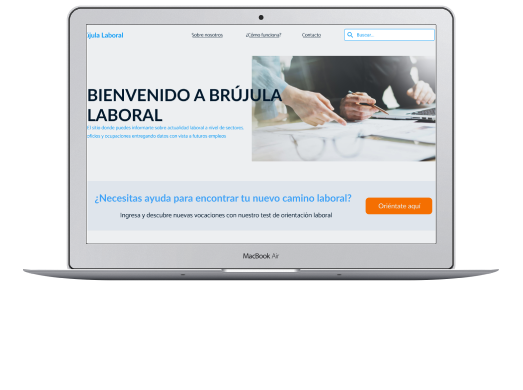 újula Laboral
Sobre nosotros
¿Cómo funciona?
Contacto
Buscar...
BIENVENIDO A BRÚJULA
LABORAL
El sitio donde puedes informarte sobre actualidad laboral a nivel de sectores,
oficios y ocupaciones entregando datos con vista a futuros empleos
¿Necesitas ayuda para encontrar tu nuevo camino laboral?
Ingresa y descubre nuevas vocaciones con nuestro test de orientación laboral
Oriéntate aquí
MacBook Air